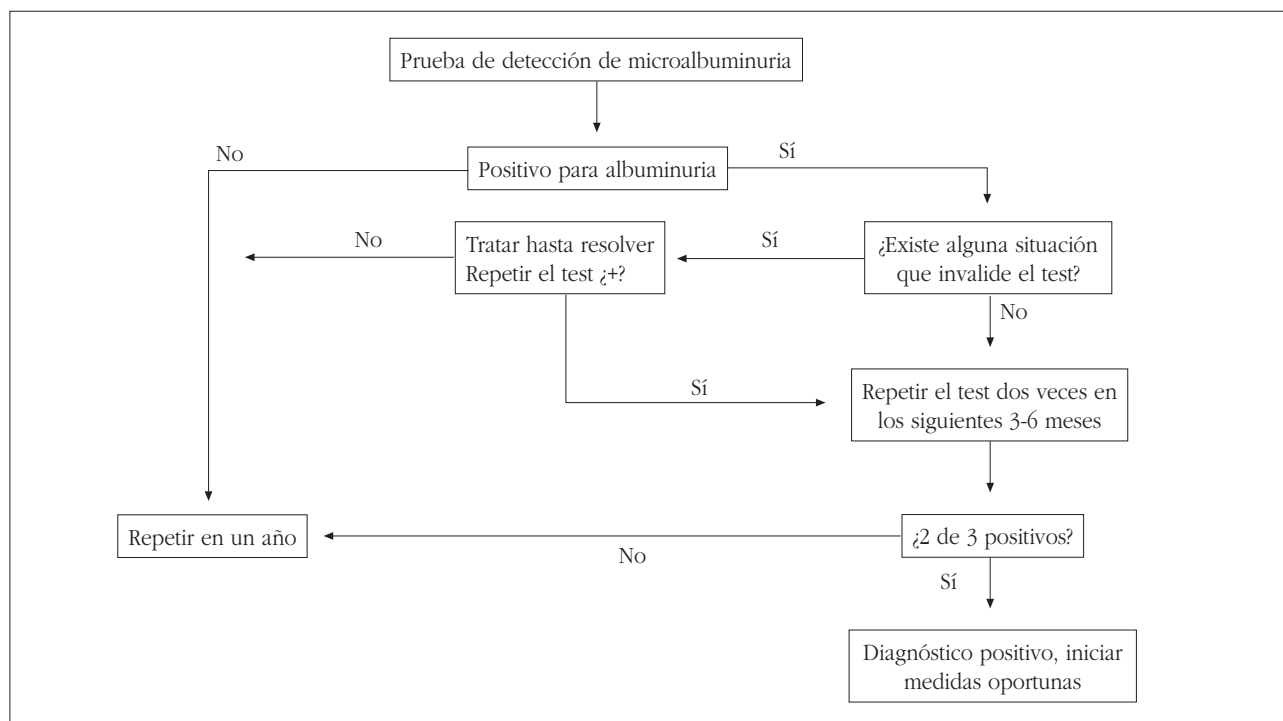 Prueba de detección de microalbuminuria
No
Sí
Positivo para albuminuria
No
Tratar hasta resolver
Repetir el test ¿+?
Sí
¿Existe alguna situación
que invalide el test?
No
Sí
Repetir el test dos veces en
los siguientes 3-6 meses
Repetir en un año
No
¿2 de 3 positivos?
Sí
Diagnóstico positivo, iniciar
medidas oportunas